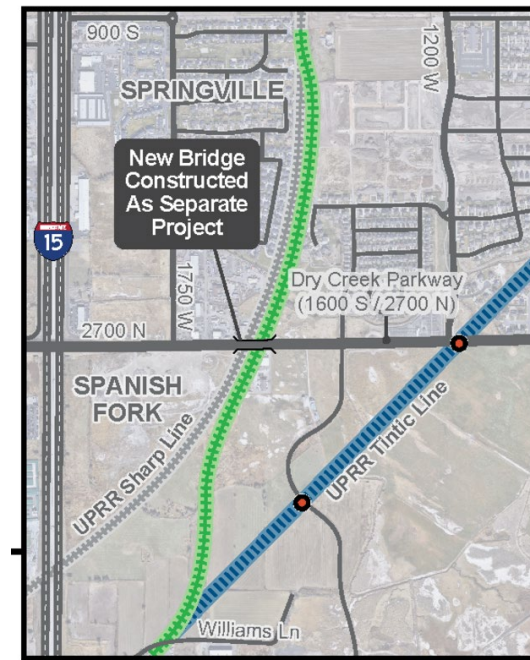 900 S
1200 W
SPRINGVILLE
New Bridge
Constructed
As Separate
Project
INTERSTATE
15
1750 W
Dry Creek Parkway
(1600 S / 2700 N)
2700 N
SPANISH
FORK
UPRR Sharp Line
UPRR Tintic Line
Williams Ln